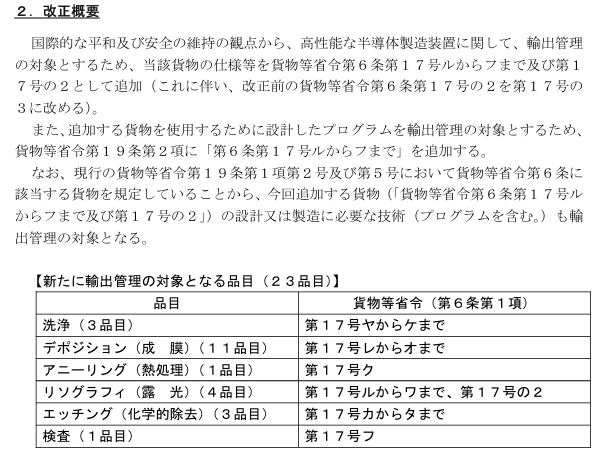 ２．改正概要
国際的な平和及び安全の維持の観点から、高性能な半導体製造装置に関して、輸出管理
の対象とするため、当該貨物の仕様等を貨物等省令第６条第１７号ルからフまで及び第１
７号の２として追加（これに伴い、改正前の貨物等省令第６条第１７号の２を第１７号の
３に改める）。
また、追加する貨物を使用するために設計したプログラムを輸出管理の対象とするため、
貨物等省令第１９条第２項に「第６条第１７号ルからフまで」を追加する。
なお、現行の貨物等省令第１９条第１項第２号及び第５号において貨物等省令第６条に
該当する貨物を規定していることから、今回追加する貨物（「貨物等省令第６条第１７号ル
からフまで及び第１７号の２」）の設計又は製造に必要な技術（プログラムを含む。）も輸
出管理の対象となる。
【新たに輸出管理の対象となる品目（２３品目）】
品目 貨物等省令（第６条第１項）
洗浄（３品目） 第１７号ヤからケまで
デポジション（成　膜）（１１品目） 第１７号レからオまで
アニーリング（熱処理）（１品目） 第１７号ク
リソグラフィ（露　光）（４品目） 第１７号ルからワまで、第１７号の２
エッチング（化学的除去）（３品目） 第１７号カからタまで
検査（１品目） 第１７号フ